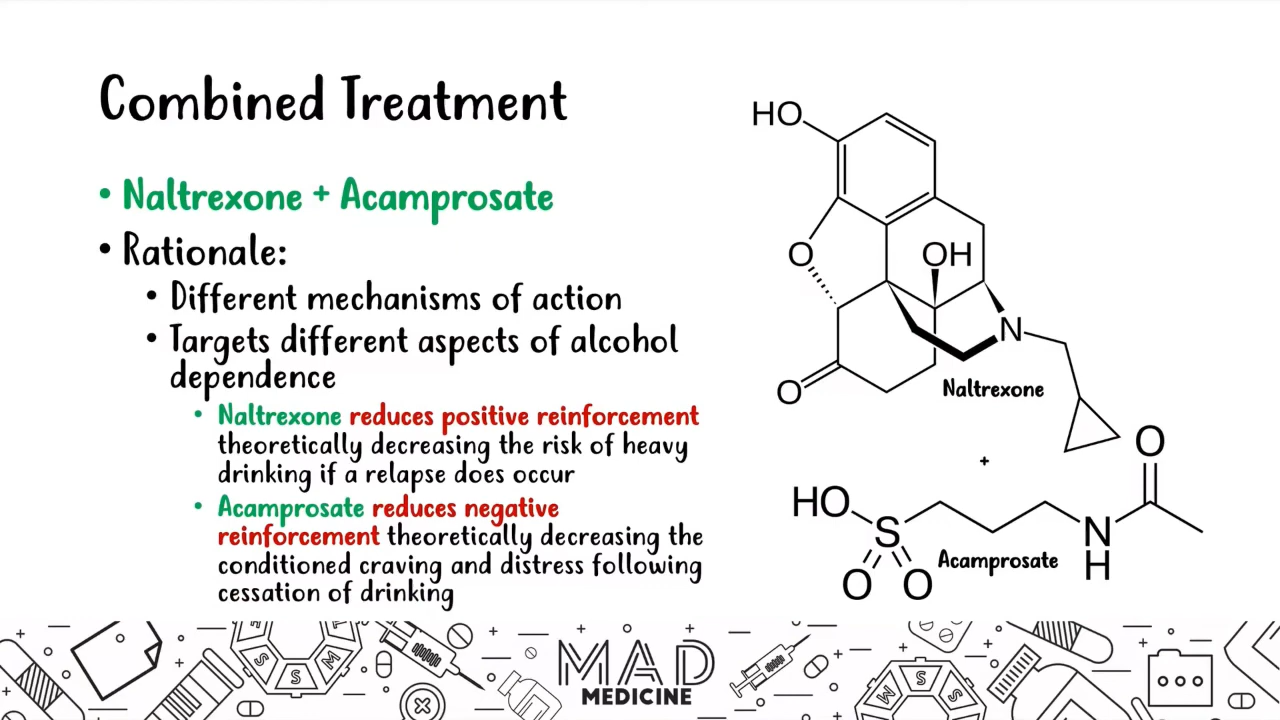 Combined Treatment
• Naltrexone + Acamprosate
• Rationale:
• Different mechanisms of action
• Targets different aspects of alcohol
dependence
• Naltrexone reduces positive reinforcement
theoretically decreasing the risk of heavy
drinking if a relapse does occur
• Acamprosate reduces negative
reinforcement theoretically decreasing the
conditioned craving and distress following
cessation of drinking
HO
O
OH
N
O
Naltrexone
+
O
HO
S
N
H
O
O
Acamprosate
MAD
MEDICINE
S
S
M
M
S
S